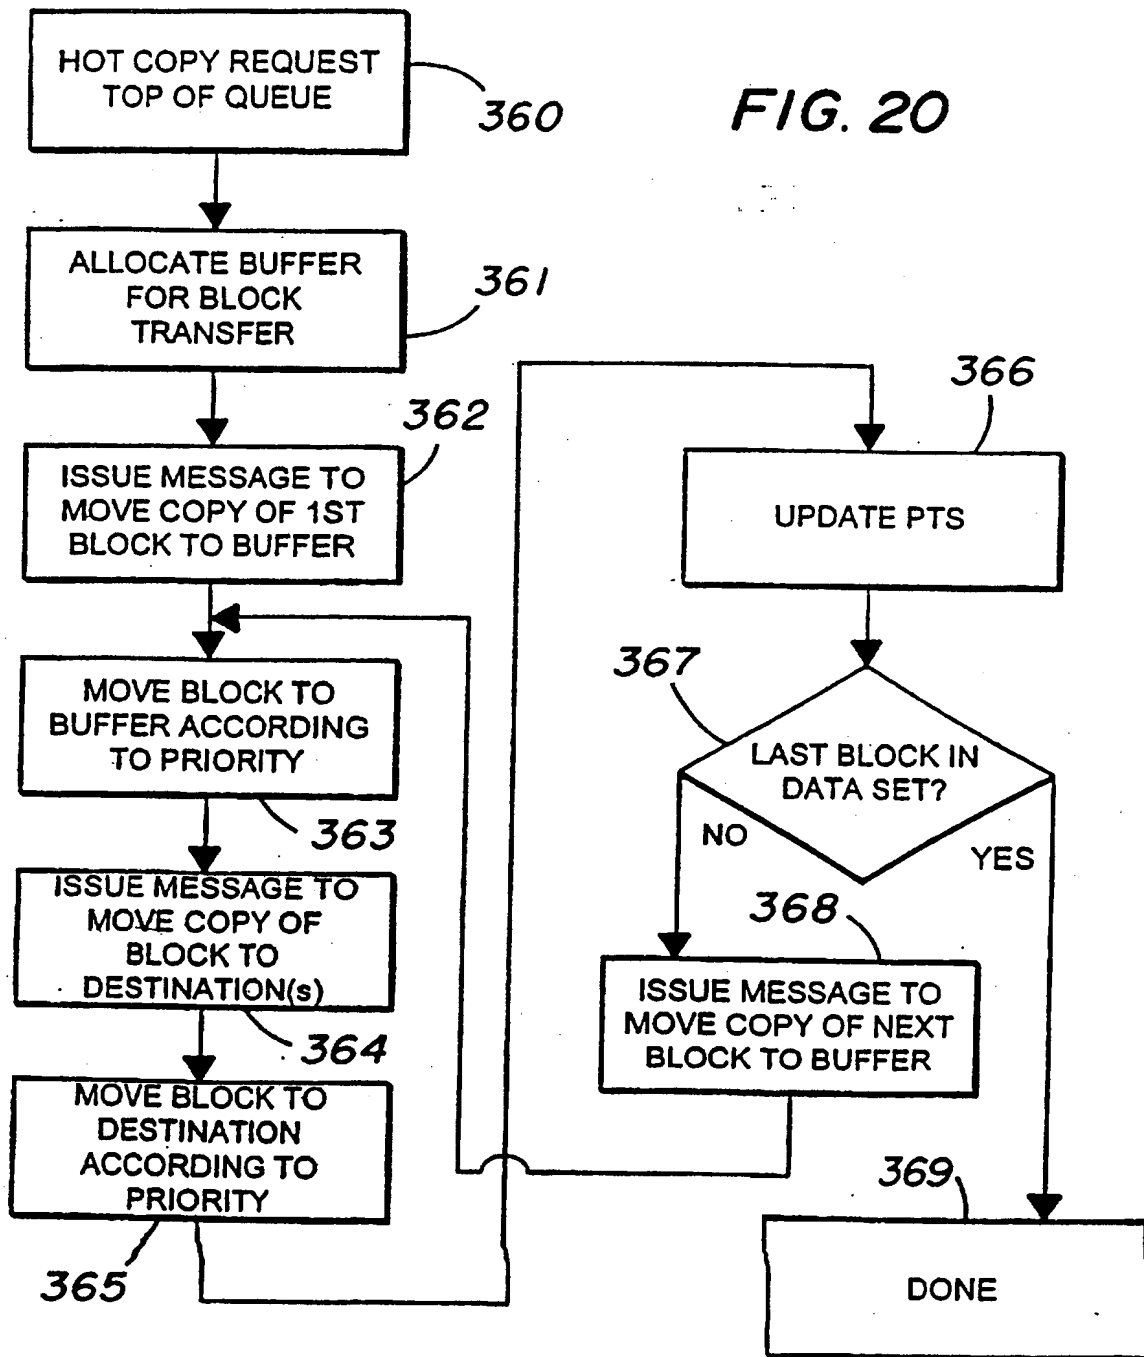 HOT COPY REQUEST
TOP OF QUEUE
360
FIG. 20
ALLOCATE BUFFER
FOR BLOCK
TRANSFER
361
ISSUE MESSAGE TO
MOVE COPY OF 1ST
BLOCK TO BUFFER
362
MOVE BLOCK TO
BUFFER ACCORDING
TO PRIORITY
363
ISSUE MESSAGE TO
MOVE COPY OF
BLOCK TO
DESTINATION(s)
364
MOVE BLOCK TO
DESTINATION
ACCORDING TO
PRIORITY
365
366
UPDATE PTS
367
LAST BLOCK IN
DATA SET?
NO
YES
368
ISSUE MESSAGE TO
MOVE COPY OF NEXT
BLOCK TO BUFFER
369
DONE